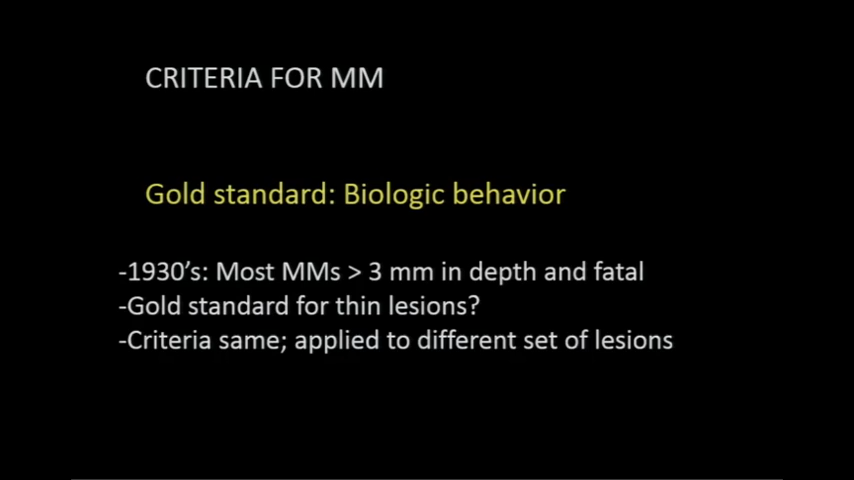 CRITERIA FOR MM
Gold standard: Biologic behavior
-1930's: Most MMs > 3 mm in depth and fatal
-Gold standard for thin lesions?
-Criteria same; applied to different set of lesions